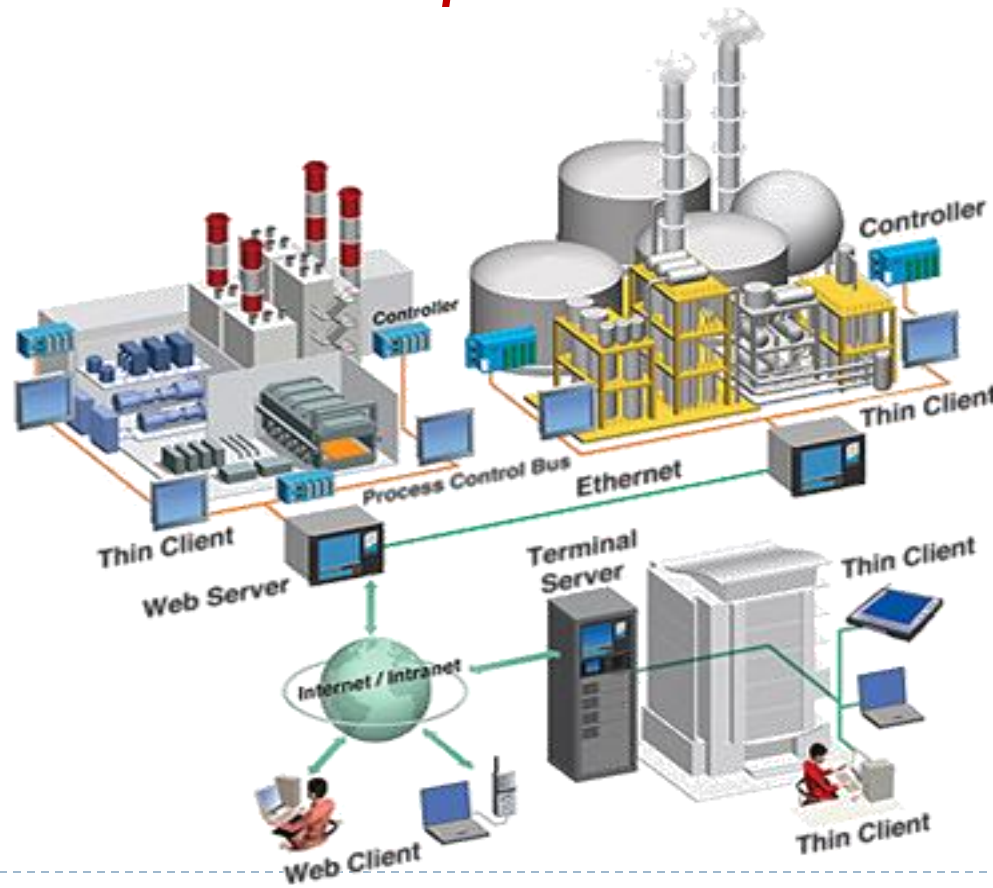 Controller
Controller
Thin Client
Process Control Bus
Ethernet
Thin Client
Web Server
Terminal
Server
Thin Client
Internet / Intranet
Thin Client
Web Client